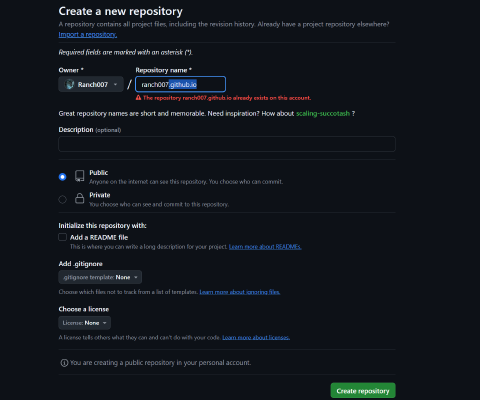 Create a new repository
A repository contains all project files, including the revision history. Already have a project repository elsewhere?
Import a repository.
Required fields are marked with an asterisk (*).
Owner * Repository name *
Ranch007 / ranch007.github.io
The repository ranch007.github.io already exists on this account.
Great repository names are short and memorable. Need inspiration? How about scaling-succotash ?
Description (optional)
Public
Anyone on the internet can see this repository. You choose who can commit.
Private
You choose who can see and commit to this repository.
Initialize this repository with:
Add a README file
This is where you can write a long description for your project. Learn more about READMEs.
Add .gitignore
.gitignore template: None
Choose which files not to track from a list of templates. Learn more about ignoring files.
Choose a license
License: None
A license tells others what they can and can't do with your code. Learn more about licenses.
You are creating a public repository in your personal account.
Create repository